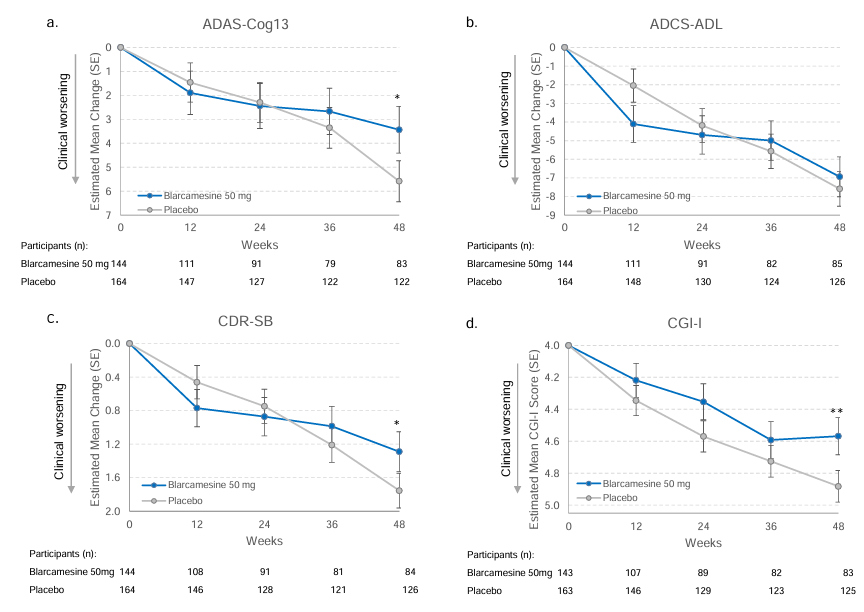 a.
ADAS-Cog13
Clinical worsening
Estimated Mean Change (SE)
0
1
2
3
4
5
6
7
*
Blarcamesine 50 mg
Placebo
0 12 24 36 48
Weeks
Participants (n):
Blarcamesine 50 mg 144 111 91 79 83
Placebo 164 147 127 122 122
b.
ADCS-ADL
Clinical worsening
Estimated Mean Change (SE)
0
-1
-2
-3
-4
-5
-6
-7
-8
-9
Blarcamesine 50 mg
Placebo
0 12 24 36 48
Weeks
Participants (n):
Blarcamesine 50mg 144 111 91 82 85
Placebo 164 148 130 124 126
c.
CDR-SB
Clinical worsening
Estimated Mean Change (SE)
0.0
0.4
0.8
1.2
1.6
2.0
*
Blarcamesine 50 mg
Placebo
0 12 24 36 48
Weeks
Participants (n):
Blarcamesine 50mg 144 108 91 81 84
Placebo 164 146 128 121 126
d.
CGI-I
Clinical worsening
Estimated Mean CGI-I Score (SE)
4.0
4.2
4.4
4.6
4.8
5.0
**
Blarcamesine 50 mg
Placebo
0 12 24 36 48
Weeks
Participants (n):
Blarcamesine 50mg 143 107 89 82 83
Placebo 163 146 129 123 125